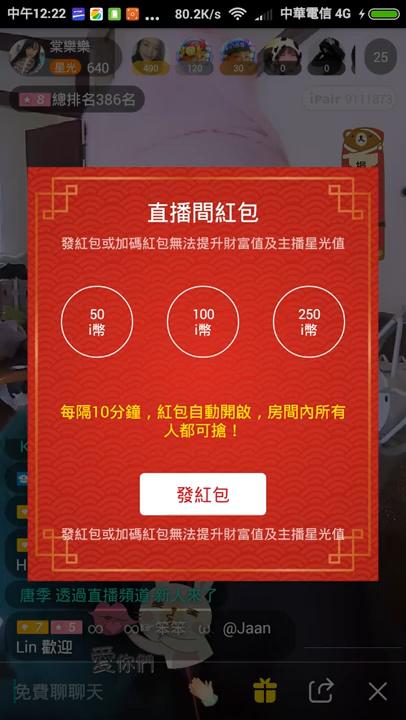 中午12:22
80.2K/s
中華電信 4G
棠樂樂
星光 640
490
120
30
0
0
25
8 總排名386名
iPair 9111873
直播間紅包
發紅包或加碼紅包無法提升財富值及主播星光值
50
i幣
100
i幣
250
i幣
每隔10分鐘，紅包自動開啟，房間內所有
人都可搶！
發紅包
發紅包或加碼紅包無法提升財富值及主播星光值
K
H
唐季 透過直播頻道 新人來了
7 5 笨笨 @Jaan
Lin 歡迎
愛你們
免費聊聊天